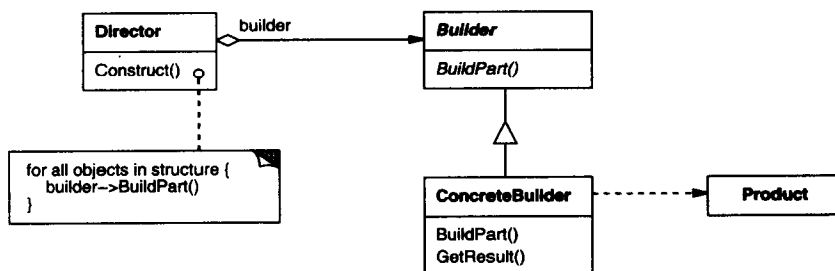 Director
builder
Builder
Construct()
BuildPart()
for all objects in structure {
builder->BuildPart()
}
ConcreteBuilder
Product
BuildPart()
GetResult()